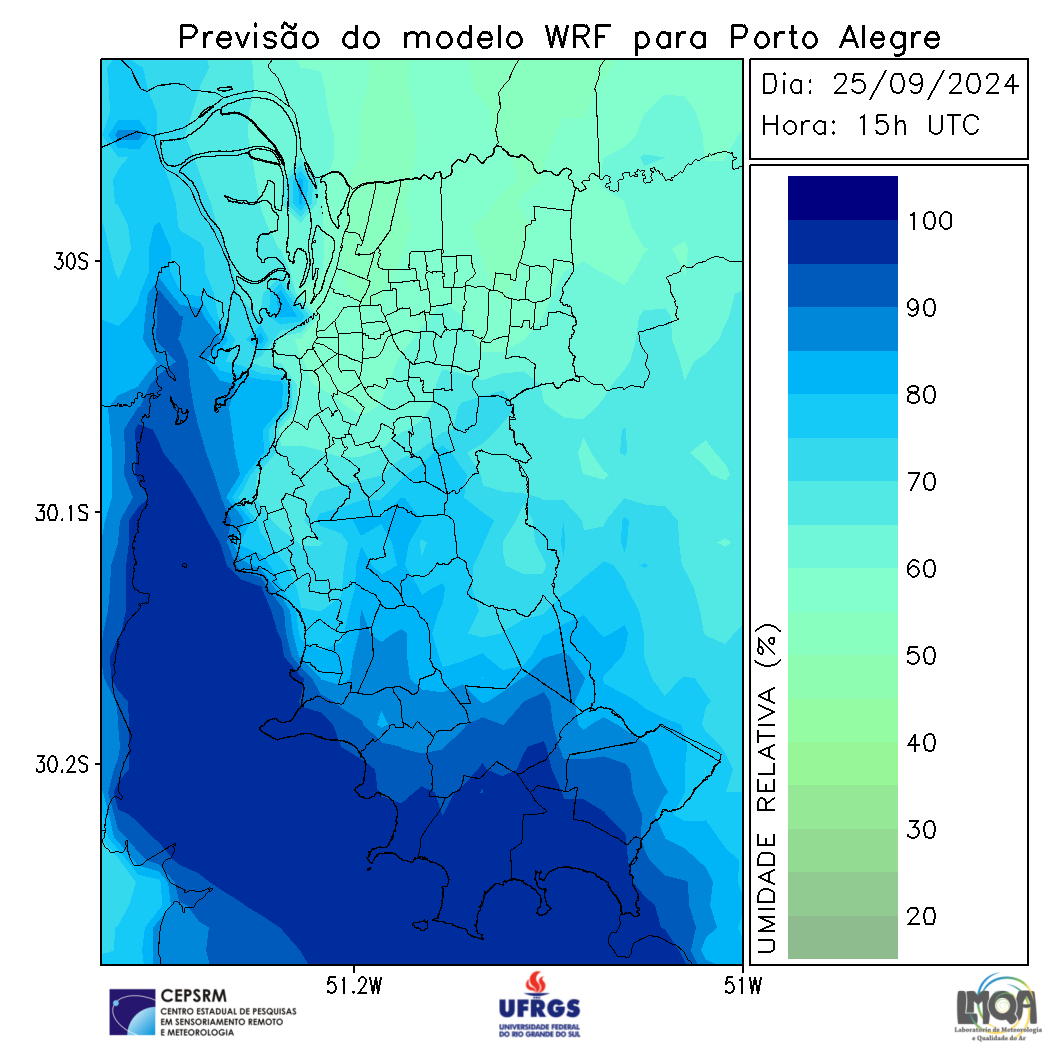 Previsão do modelo WRF para Porto Alegre
Dia: 25/09/2024
Hora: 15h UTC
100
90
80
70
60
50
40
30
20
UMIDADE RELATIVA (%)
30S
30.1S
30.2S
51.2W
51W
CEPSRM
CENTRO ESTADUAL DE PESQUISAS
EM SENSORIAMENTO REMOTO
E METEOROLOGIA
UFRGS
UNIVERSIDADE FEDERAL
DO RIO GRANDE DO SUL
LMQA
Laboratório de Meteorologia
e Qualidade do Ar